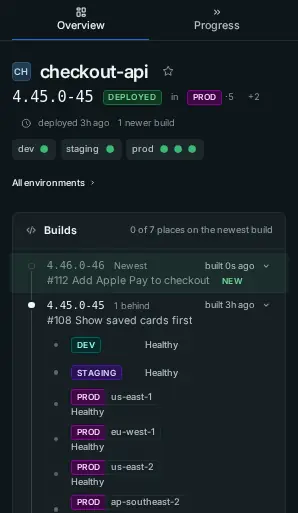 Overview
Progress
CH checkout-api
4.45.0-45 DEPLOYED in PROD ·5 +2
deployed 3h ago 1 newer build
dev staging prod
All environments
Builds 0 of 7 places on the newest build
4.46.0-46 Newest built 0s ago
#112 Add Apple Pay to checkout NEW
4.45.0-45 1 behind built 3h ago
#108 Show saved cards first
DEV Healthy
STAGING Healthy
PROD us-east-1
Healthy
PROD eu-west-1
Healthy
PROD us-east-2
Healthy
PROD ap-southeast-2